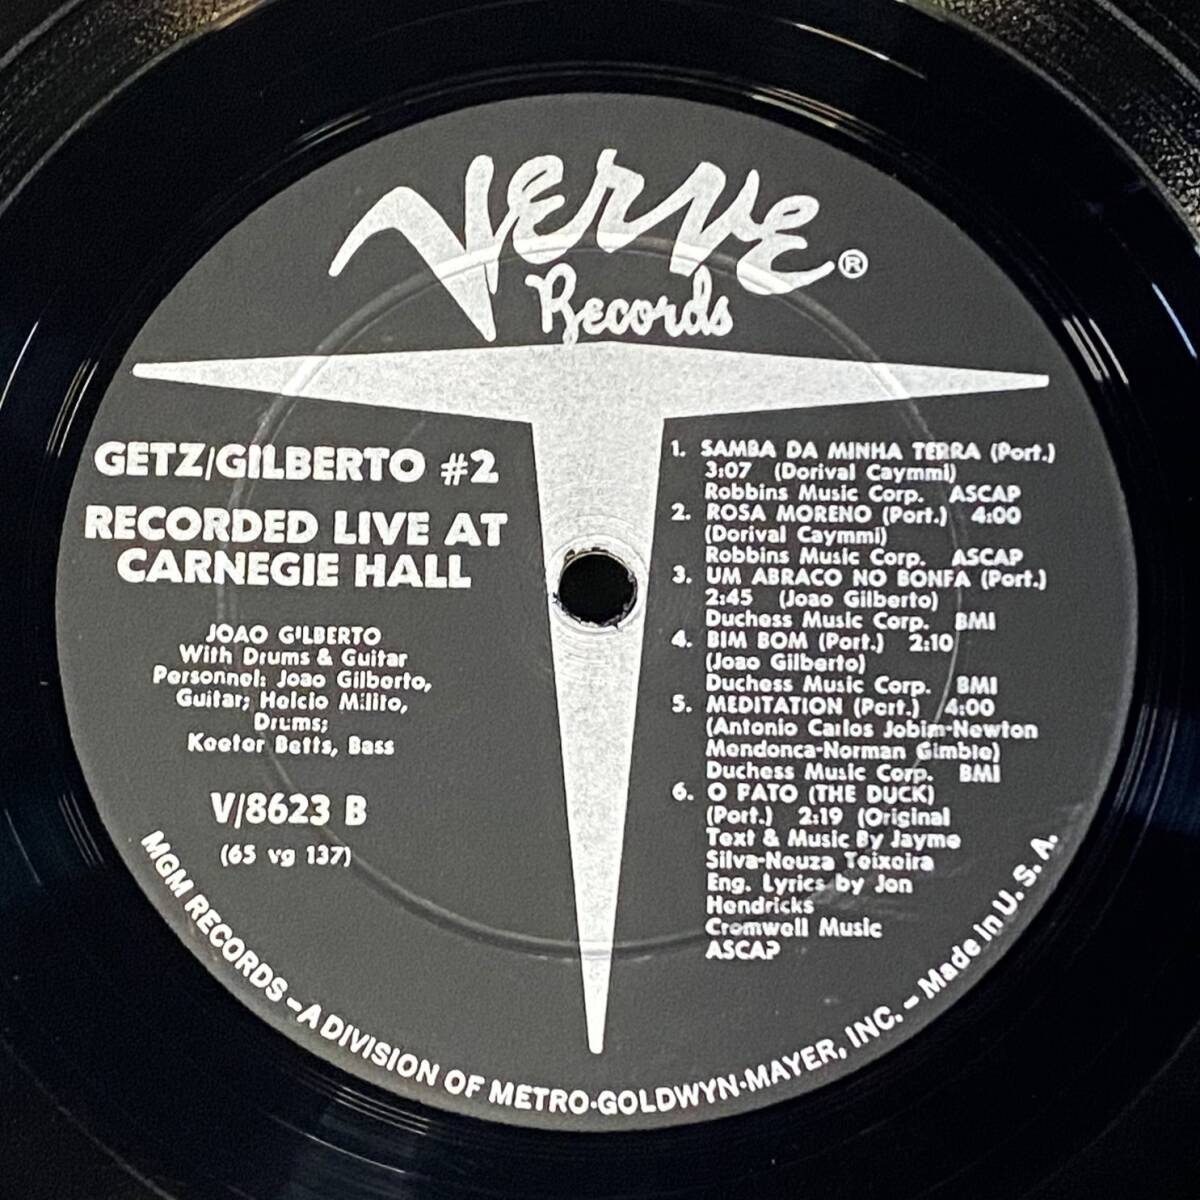 Verve®
Records
GETZ/GILBERTO #2
RECORDED LIVE AT
CARNEGIE HALL
JOAO GILBERTO
With Drums & Guitar
Personnel: Joao Gilberto,
Guitar; Helcio Milito,
Drums;
Keeter Betts, Bass
V/8623 B
(65 vg 137)
1. SAMBA DA MINHA TERRA (Port.)
3:07 (Dorival Caymmi)
Robbins Music Corp. ASCAP
2. ROSA MORENO (Port.) 4:00
(Dorival Caymmi)
Robbins Music Corp. ASCAP
3. UM ABRACO NO BONFA (Port.)
2:45 (Joao Gilberto)
Duchess Music Corp. BMI
4. BIM BOM (Port.) 2:10
(Joao Gilberto)
Duchess Music Corp. BMI
5. MEDITATION (Port.) 4:00
(Antonio Carlos Jobim-Newton
Mendonca-Norman Gimble)
Duchess Music Corp. BMI
6. O PATO (THE DUCK)
(Port.) 2:19 (Original
Text & Music By Jayme
Silva-Neuza Teixeira
Eng. Lyrics by Jon
Hendricks
Cromwell Music
ASCAP
MGM RECORDS – A DIVISION OF METRO-GOLDWYN-MAYER, INC. – Made in U. S. A.